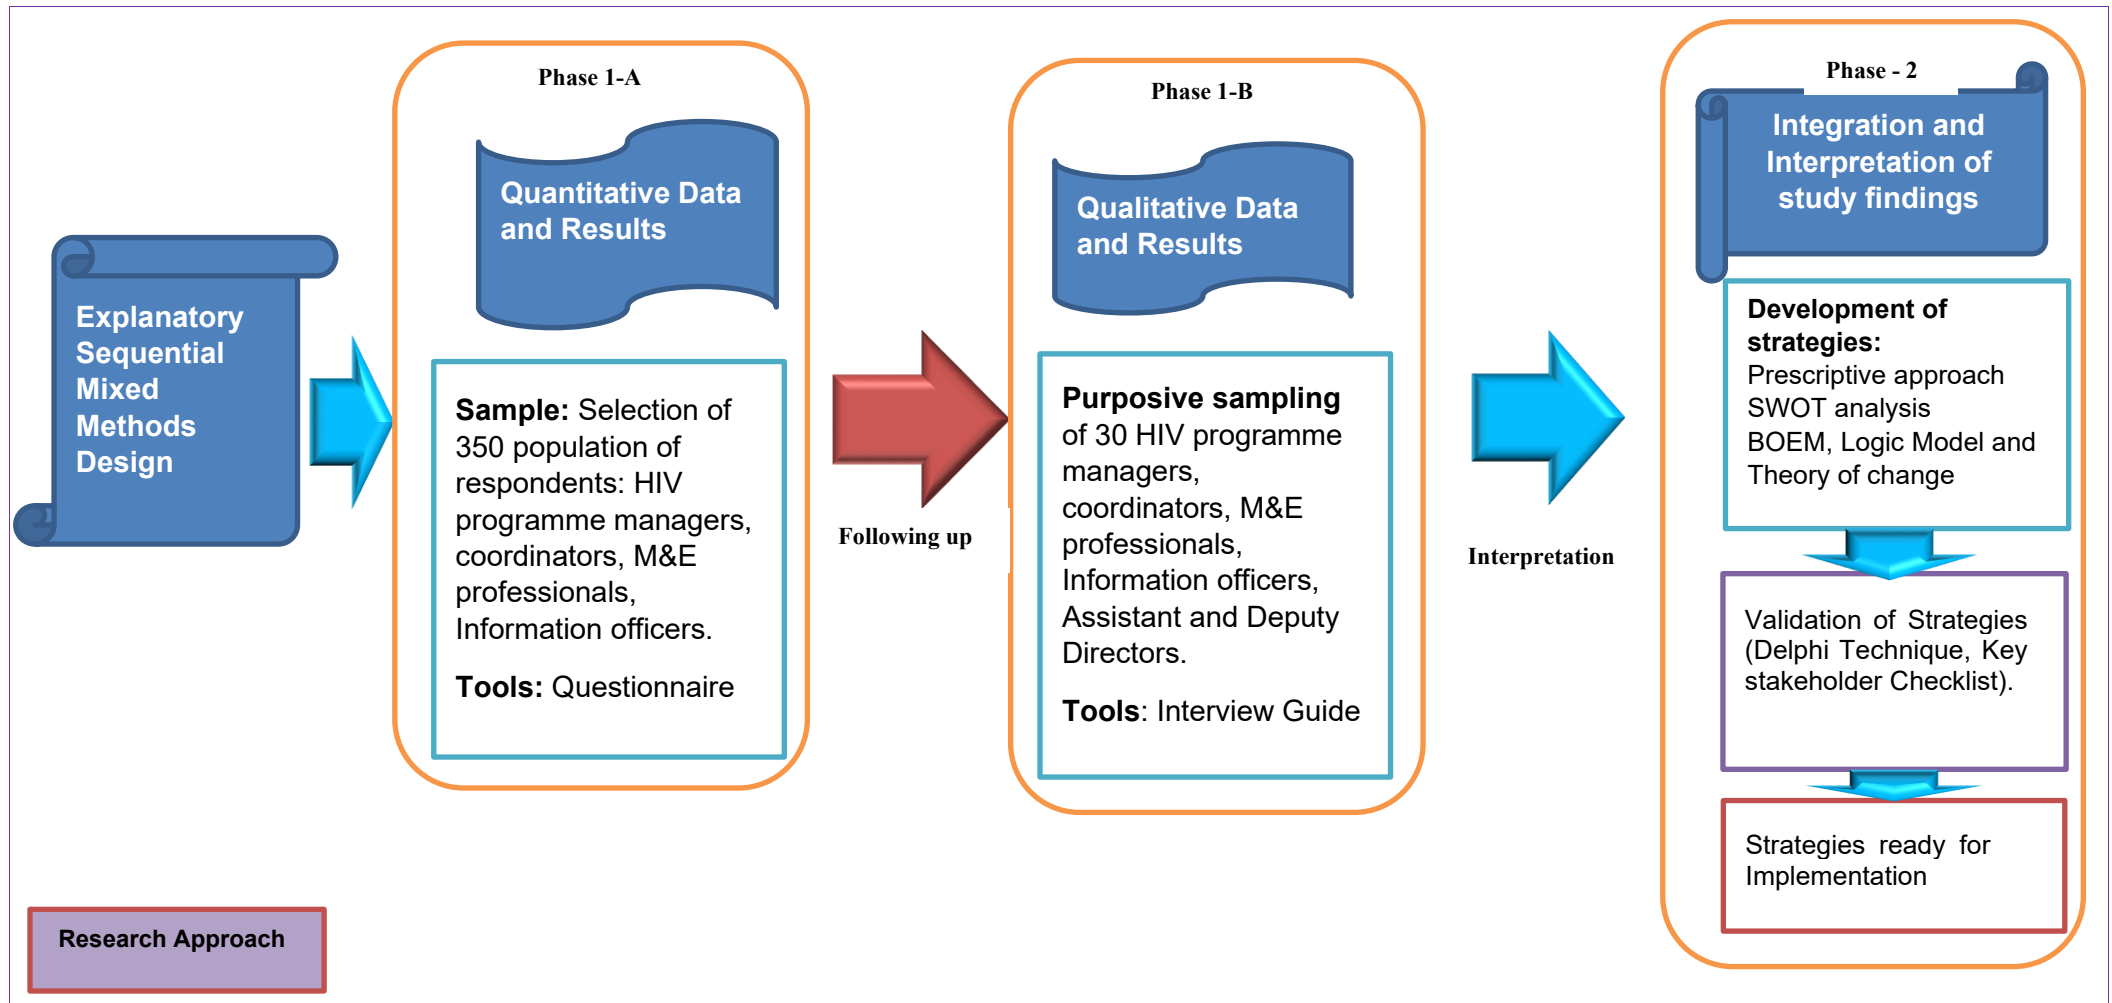 Explanatory
Sequential
Mixed
Methods
Design
Phase 1-A
Quantitative Data
and Results
Sample: Selection of
350 population of
respondents: HIV
programme managers,
coordinators, M&E
professionals,
Information officers.
Tools: Questionnaire
Following up
Phase 1-B
Qualitative Data
and Results
Purposive sampling
of 30 HIV programme
managers,
coordinators, M&E
professionals,
Information officers,
Assistant and Deputy
Directors.
Tools: Interview Guide
Interpretation
Phase - 2
Integration and
Interpretation of
study findings
Development of
strategies:
Prescriptive approach
SWOT analysis
BOEM, Logic Model and
Theory of change
Validation of Strategies
(Delphi Technique, Key
stakeholder Checklist).
Strategies ready for
Implementation
Research Approach